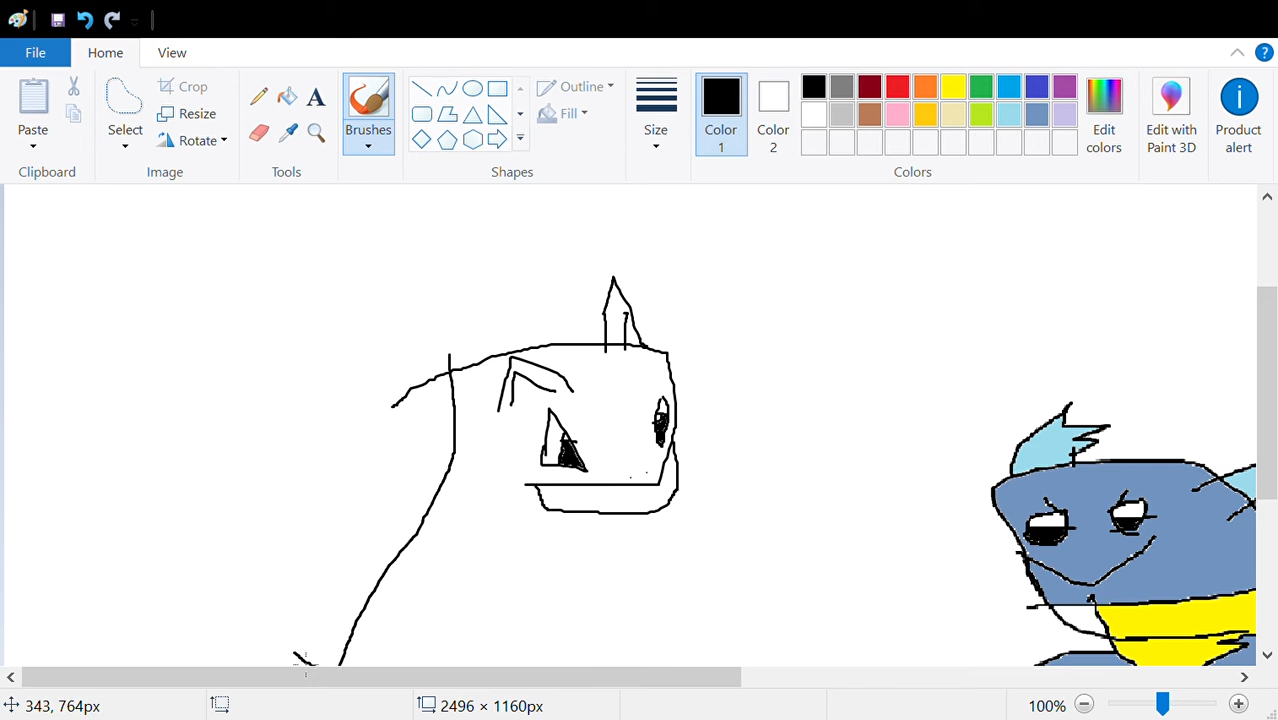 File Home View
Paste
Clipboard
Select
Crop
Resize
Rotate
Image
Tools
Brushes
Outline
Fill
Shapes
Size
Color
1
Color
2
Edit
colors
Colors
Edit with
Paint 3D
Product
alert
343, 764px
2496 × 1160px
100%